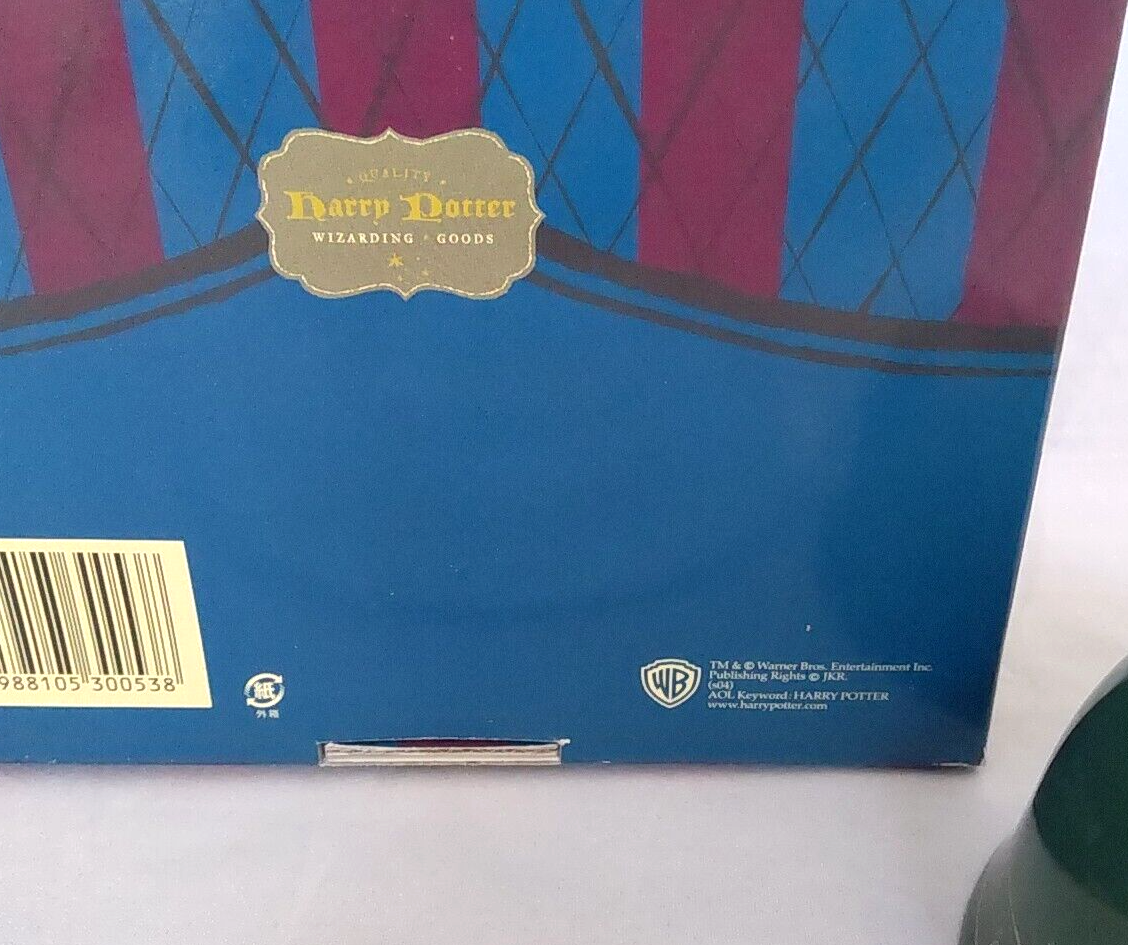 QUALITY
Harry Potter
WIZARDING GOODS
988105 300538
紙
外箱
WB
TM & © Warner Bros. Entertainment Inc.
Publishing Rights © JKR.
(s04)
AOL Keyword: HARRY POTTER
www.harrypotter.com